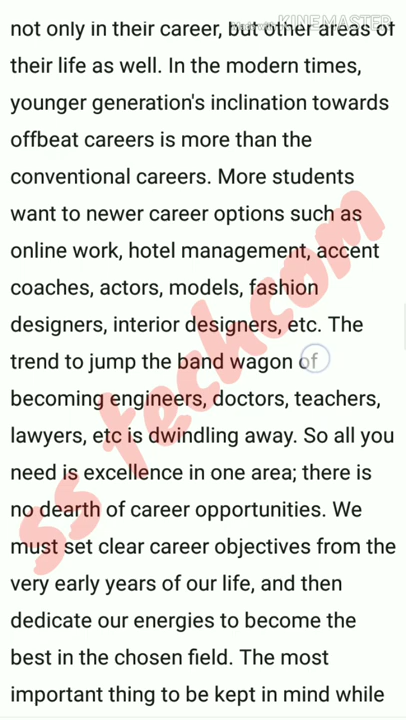 KINEMASTER
not only in their career, but other areas of
their life as well. In the modern times,
younger generation's inclination towards
offbeat careers is more than the
conventional careers. More students
want to newer career options such as
online work, hotel management, accent
coaches, actors, models, fashion
designers, interior designers, etc. The
trend to jump the band wagon of
becoming engineers, doctors, teachers,
lawyers, etc is dwindling away. So all you
need is excellence in one area; there is
no dearth of career opportunities. We
must set clear career objectives from the
very early years of our life, and then
dedicate our energies to become the
best in the chosen field. The most
important thing to be kept in mind while
ss techcom